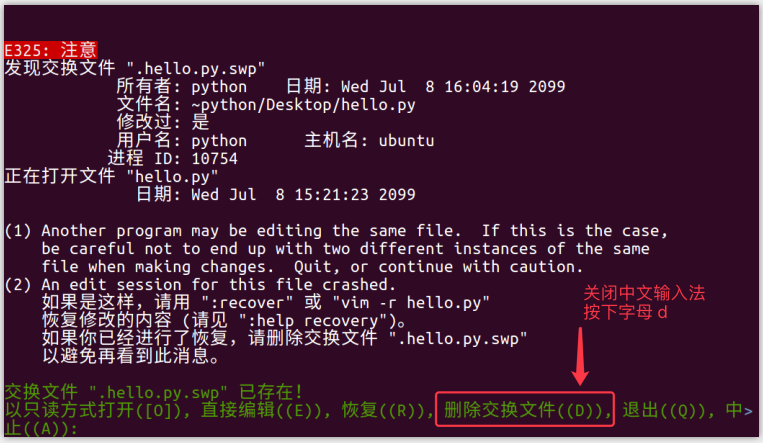 E325: 注意
发现交换文件 ".hello.py.swp"
所有者: python 日期: Wed Jul 8 16:04:19 2099
文件名: ~python/Desktop/hello.py
修改过: 是
用户名: python 主机名: ubuntu
进程 ID: 10754
正在打开文件 "hello.py"
日期: Wed Jul 8 15:21:23 2099
(1) Another program may be editing the same file. If this is the case,
be careful not to end up with two different instances of the same
file when making changes. Quit, or continue with caution.
(2) An edit session for this file crashed.
如果是这样，请用 ":recover" 或 "vim -r hello.py"
恢复修改的内容 (请见 ":help recovery")。
如果你已经进行了恢复，请删除交换文件 ".hello.py.swp"
以避免再看到此消息。
关闭中文输入法
按下字母 d
交换文件 ".hello.py.swp" 已存在！
以只读方式打开([O]), 直接编辑((E)), 恢复((R)), 删除交换文件((D)), 退出((Q)), 中>
止((A)):